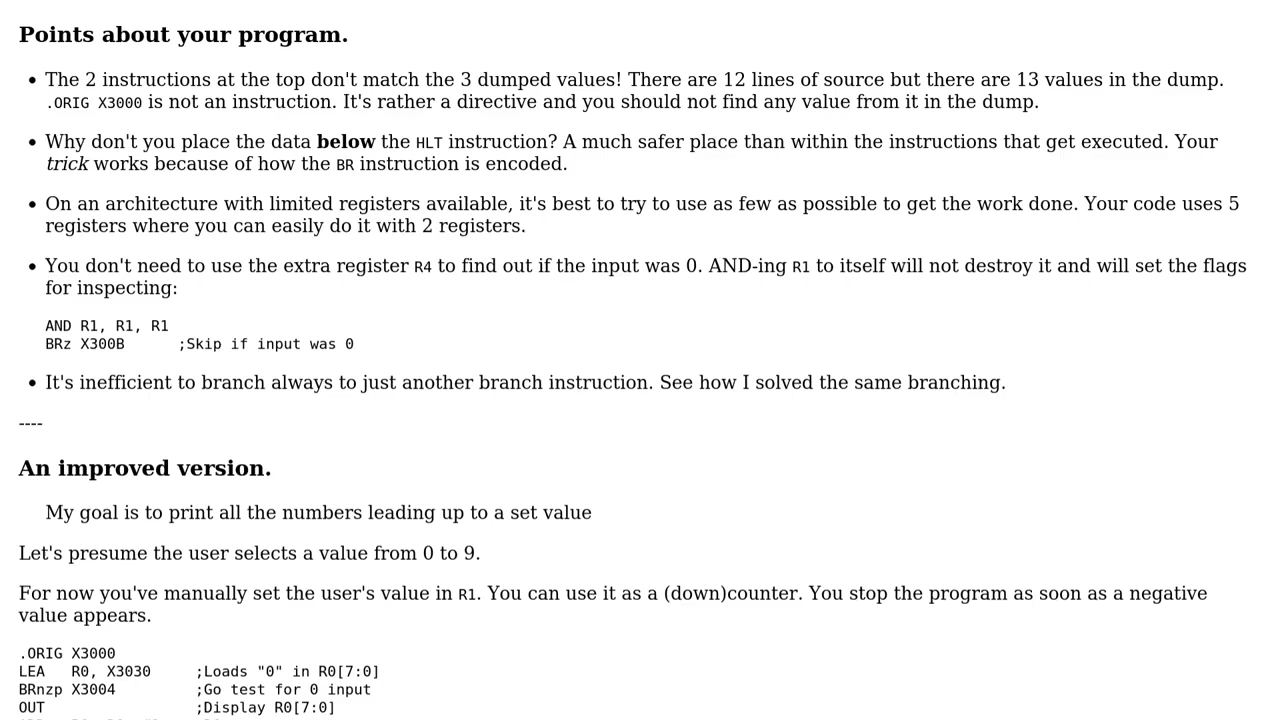 Points about your program.
• The 2 instructions at the top don't match the 3 dumped values! There are 12 lines of source but there are 13 values in the dump.
.ORIG X3000 is not an instruction. It's rather a directive and you should not find any value from it in the dump.
• Why don't you place the data below the HLT instruction? A much safer place than within the instructions that get executed. Your
trick works because of how the BR instruction is encoded.
• On an architecture with limited registers available, it's best to try to use as few as possible to get the work done. Your code uses 5
registers where you can easily do it with 2 registers.
• You don't need to use the extra register R4 to find out if the input was 0. AND-ing R1 to itself will not destroy it and will set the flags
for inspecting:
AND R1, R1, R1
BRz X300B      ;Skip if input was 0
• It's inefficient to branch always to just another branch instruction. See how I solved the same branching.
----
An improved version.
My goal is to print all the numbers leading up to a set value
Let's presume the user selects a value from 0 to 9.
For now you've manually set the user's value in R1. You can use it as a (down)counter. You stop the program as soon as a negative
value appears.
.ORIG X3000
LEA   R0, X3030     ;Loads "0" in R0[7:0]
BRnzp X3004         ;Go test for 0 input
OUT                 ;Display R0[7:0]